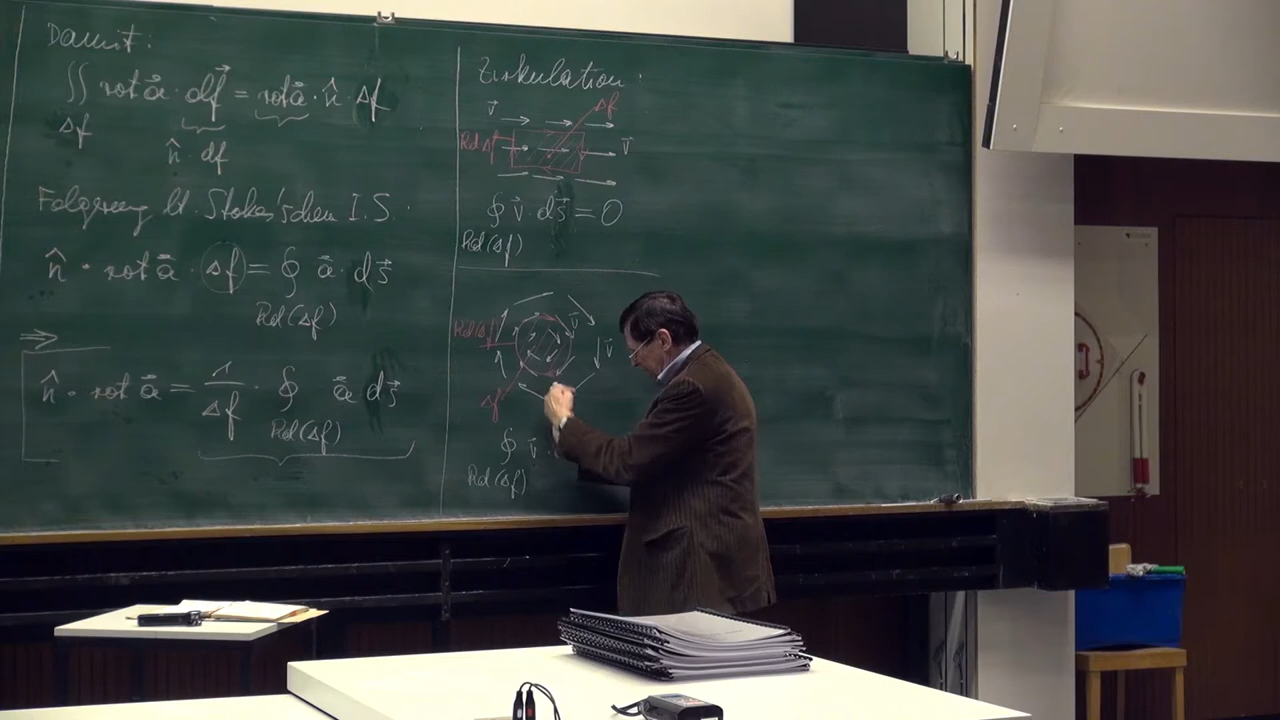 Damit:
∬ rot a⃗ · df⃗ = rot a⃗ · n̂ · Δf
Δf
n̂ · df
Folgerung lt. Stokes'schen I.S.:
n̂ · rot a⃗ · Δf = ∮ a⃗ · ds⃗
Rd(Δf)
⇒
n̂ · rot a⃗ = 1/Δf · ∮ a⃗ ds⃗
Rd(Δf)
Zirkulation:
v⃗
Δf
Rd Δf
v⃗
∮ v⃗ · ds⃗ = 0
Rd(Δf)
Rd(Δf)
v⃗
v⃗
Δf
∮ v⃗ ·
Rd(Δf)